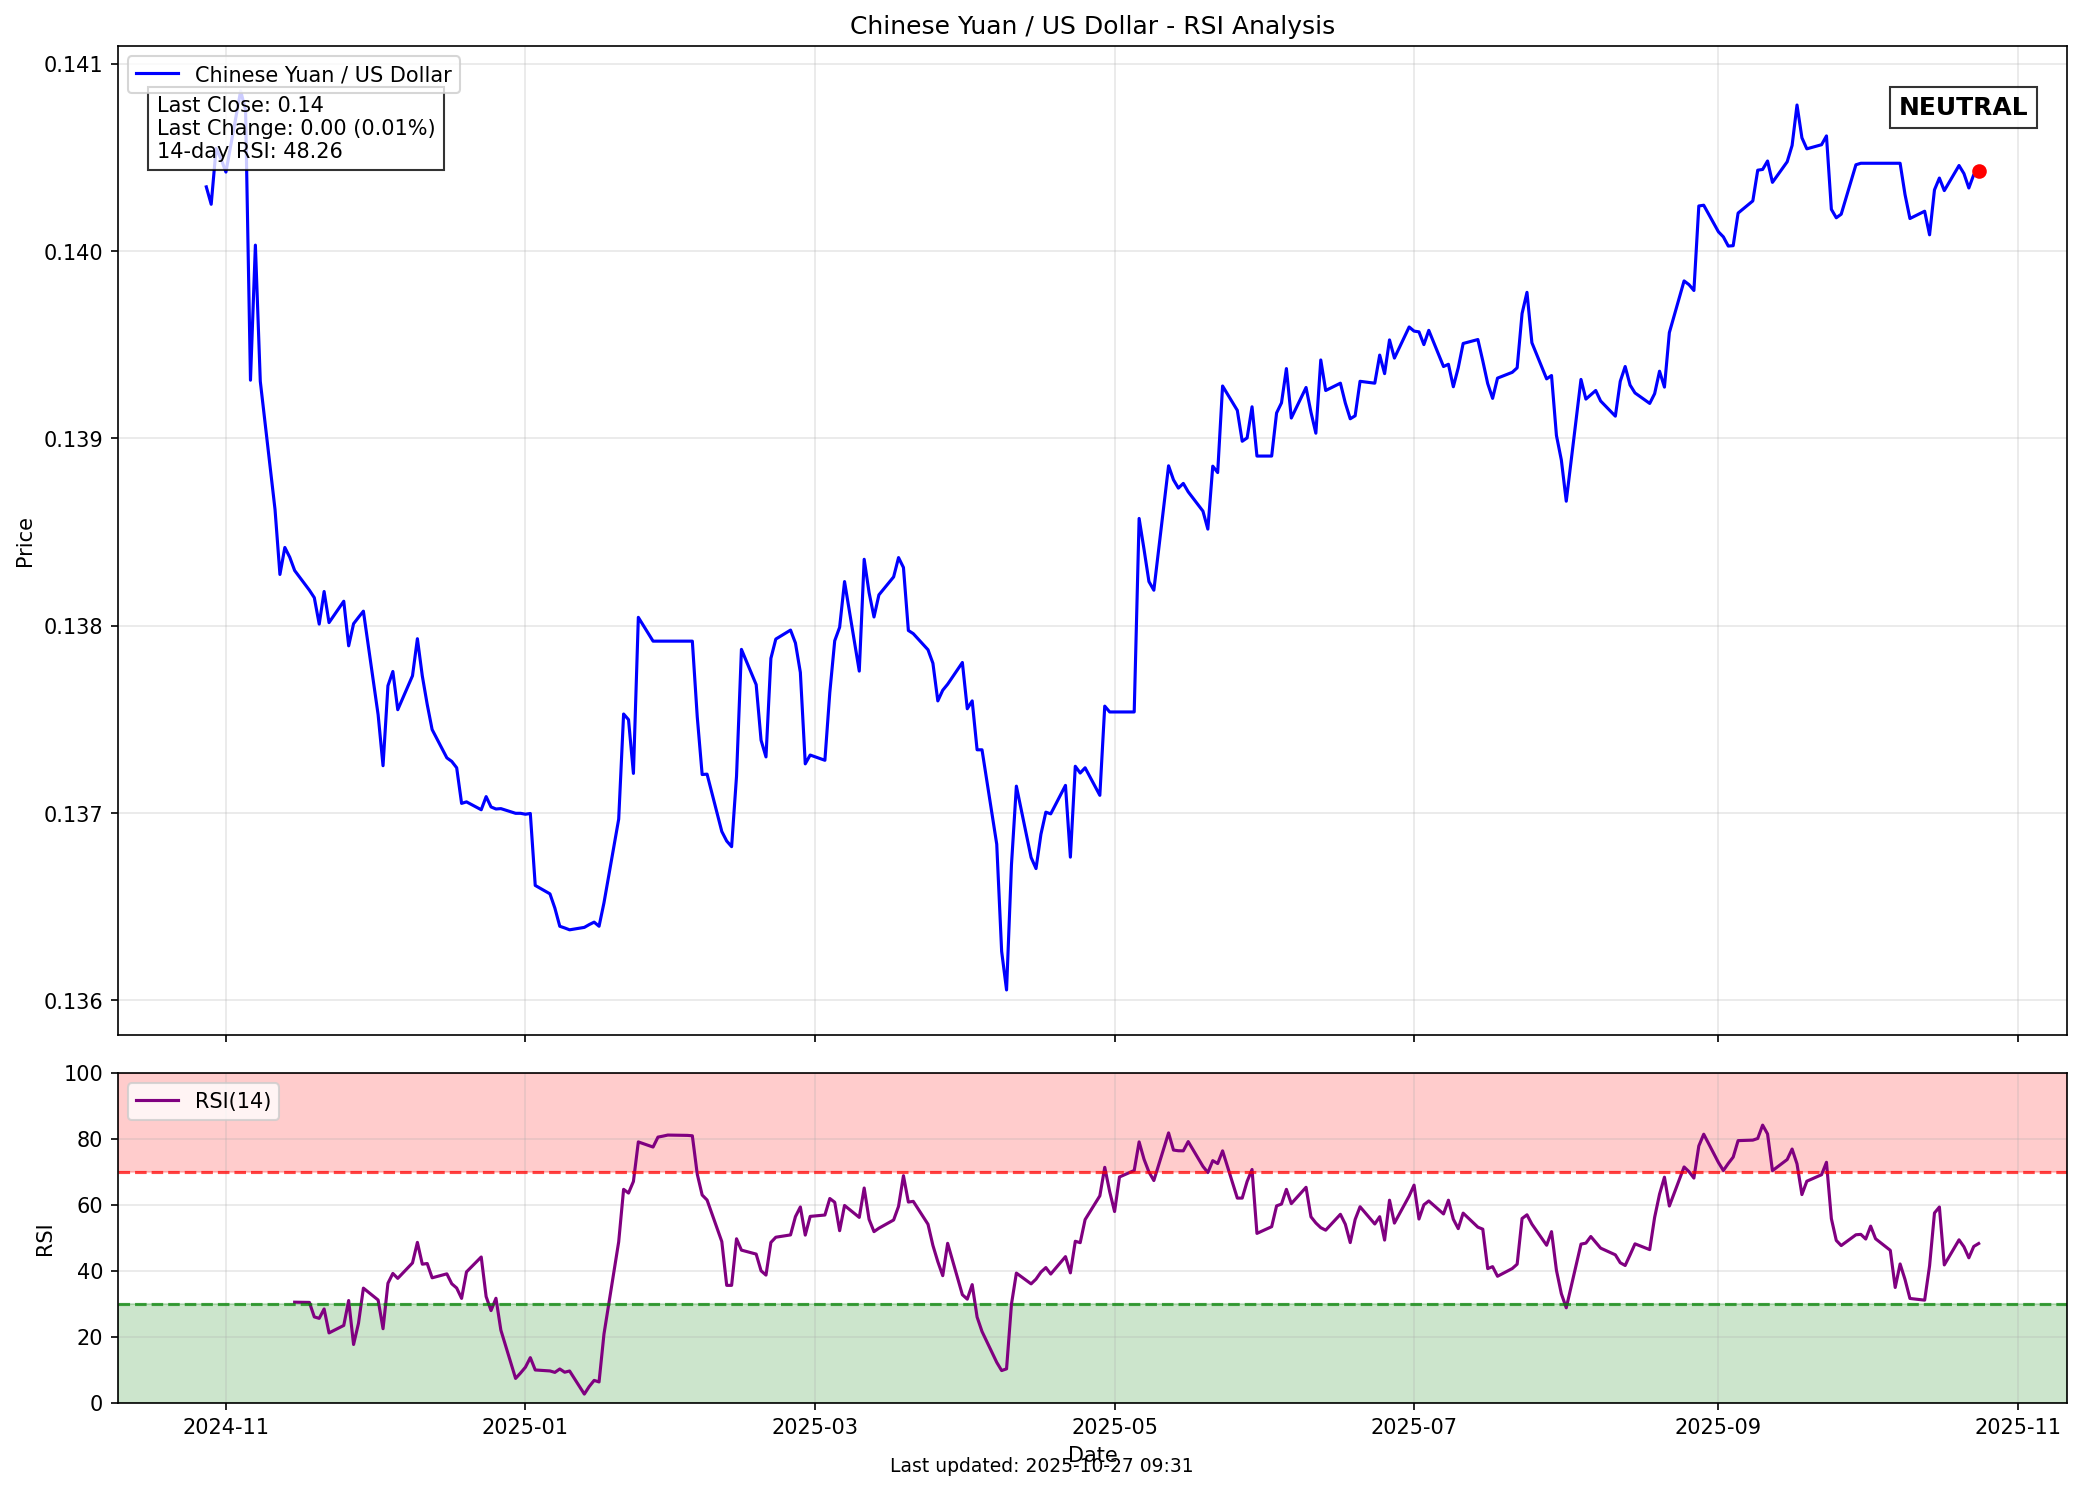 Chinese Yuan / US Dollar - RSI Analysis
Chinese Yuan / US Dollar
Last Close: 0.14
Last Change: 0.00 (0.01%)
14-day RSI: 48.26
NEUTRAL
0.141
0.140
0.139
0.138
0.137
0.136
Price
RSI(14)
100
80
60
40
20
0
RSI
2024-11
2025-01
2025-03
2025-05
2025-07
2025-09
2025-11
Date
Last updated: 2025-10-27 09:31